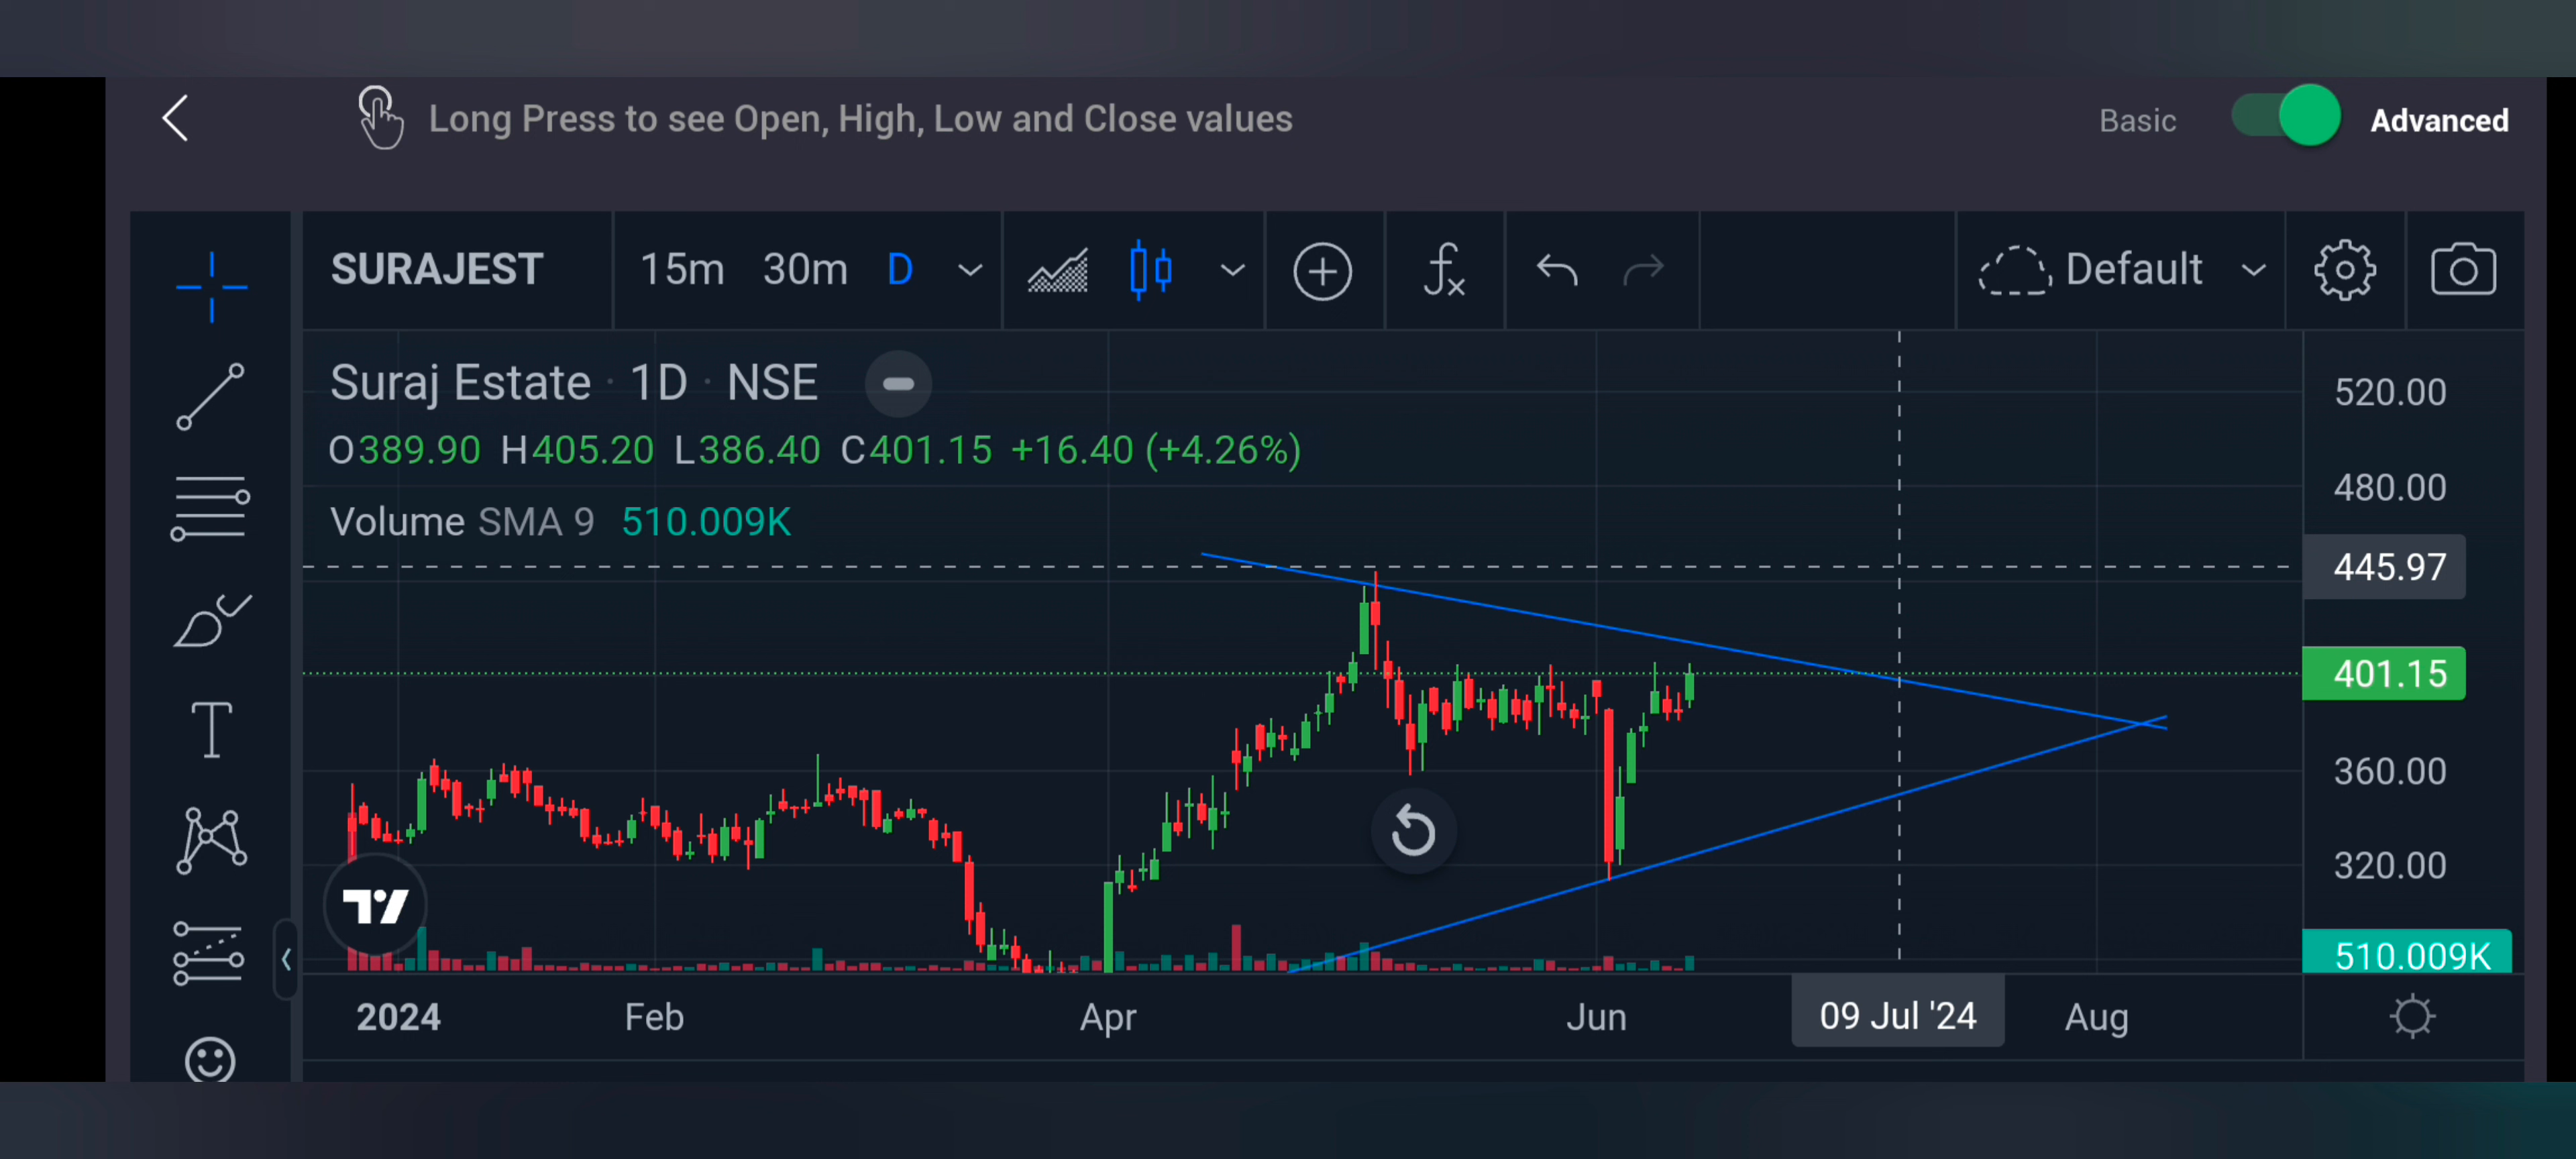 Long Press to see Open, High, Low and Close values
Basic Advanced
SURAJEST 15m 30m D Default
Suraj Estate · 1D · NSE
O389.90 H405.20 L386.40 C401.15 +16.40 (+4.26%)
Volume SMA 9 510.009K
520.00
480.00
445.97
401.15
360.00
320.00
510.009K
2024 Feb Apr Jun 09 Jul '24 Aug